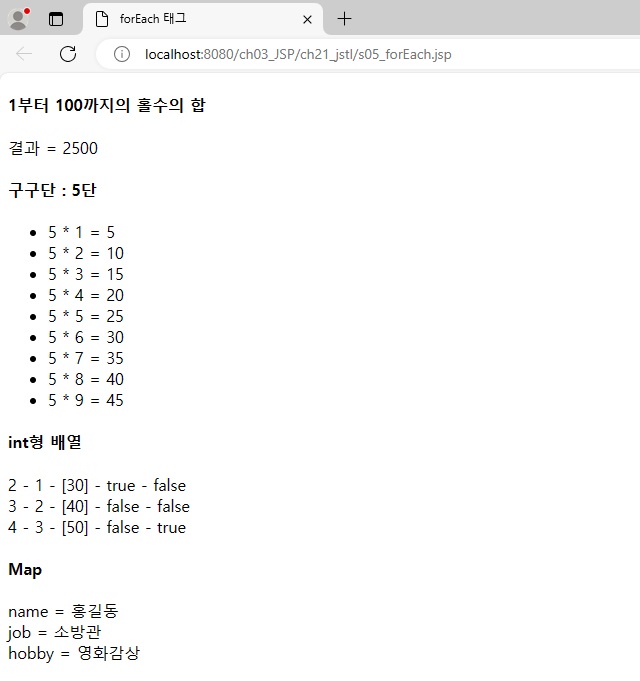 forEach 태그
localhost:8080/ch03_JSP/ch21_jstl/s05_forEach.jsp
1부터 100까지의 홀수의 합
결과 = 2500
구구단 : 5단
5 * 1 = 5
5 * 2 = 10
5 * 3 = 15
5 * 4 = 20
5 * 5 = 25
5 * 6 = 30
5 * 7 = 35
5 * 8 = 40
5 * 9 = 45
int형 배열
2 - 1 - [30] - true - false
3 - 2 - [40] - false - false
4 - 3 - [50] - false - true
Map
name = 홍길동
job = 소방관
hobby = 영화감상